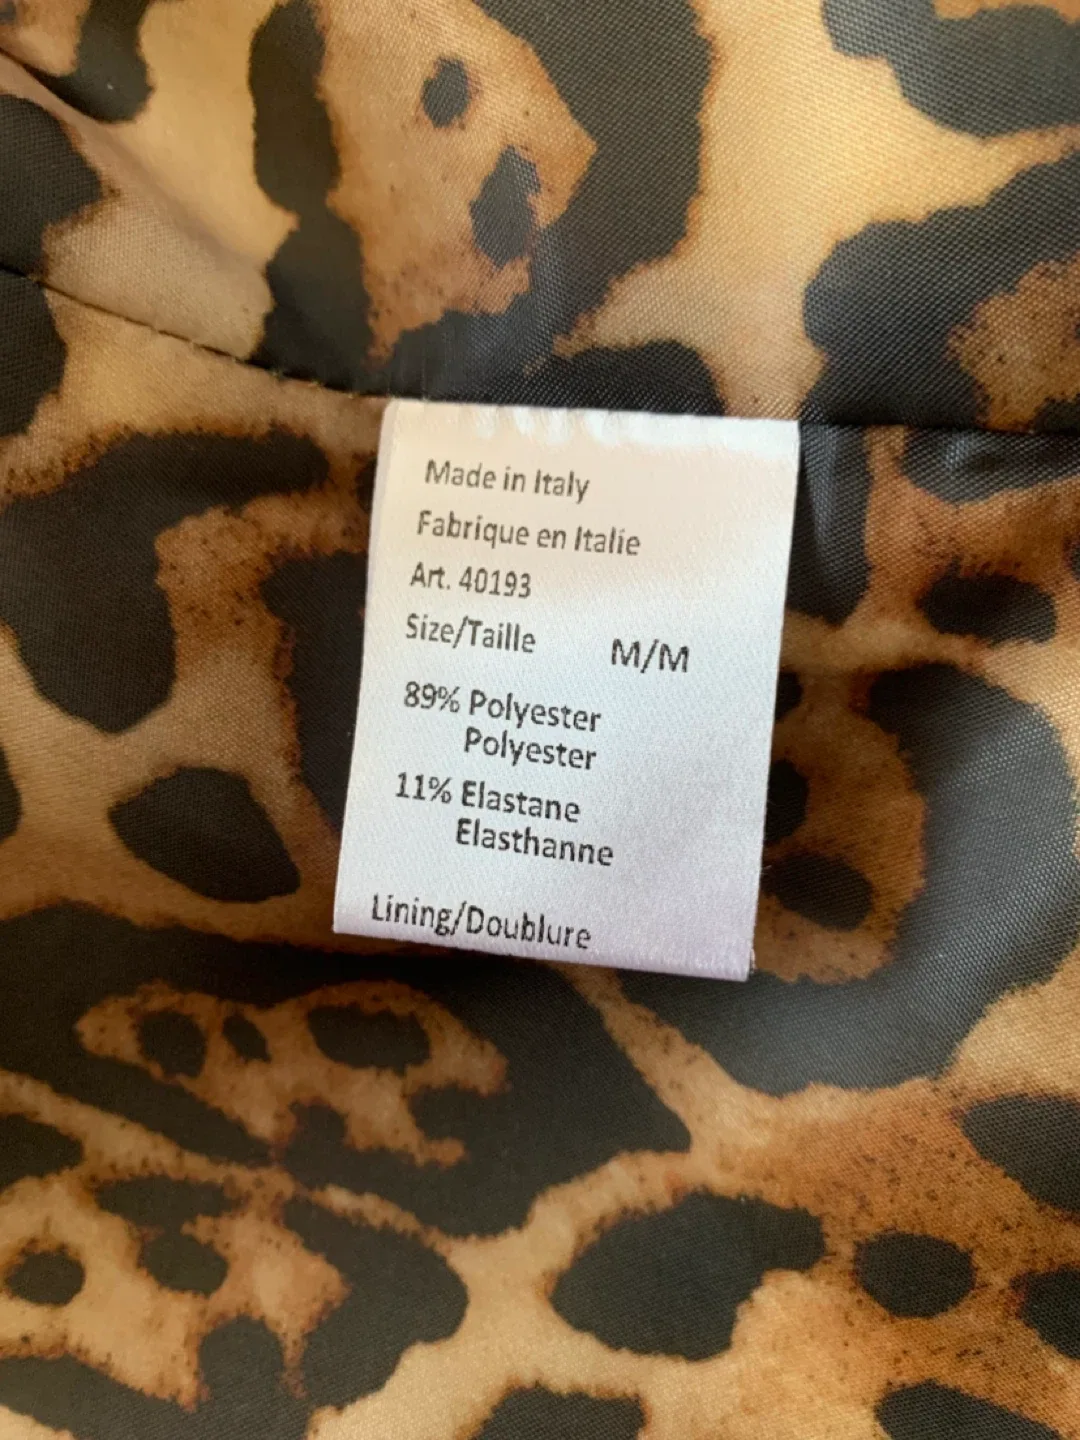 Made in Italy
Fabrique en Italie
Art. 40193
Size/Taille M/M
89% Polyester
Polyester
11% Elastane
Elasthanne
Lining/Doublure